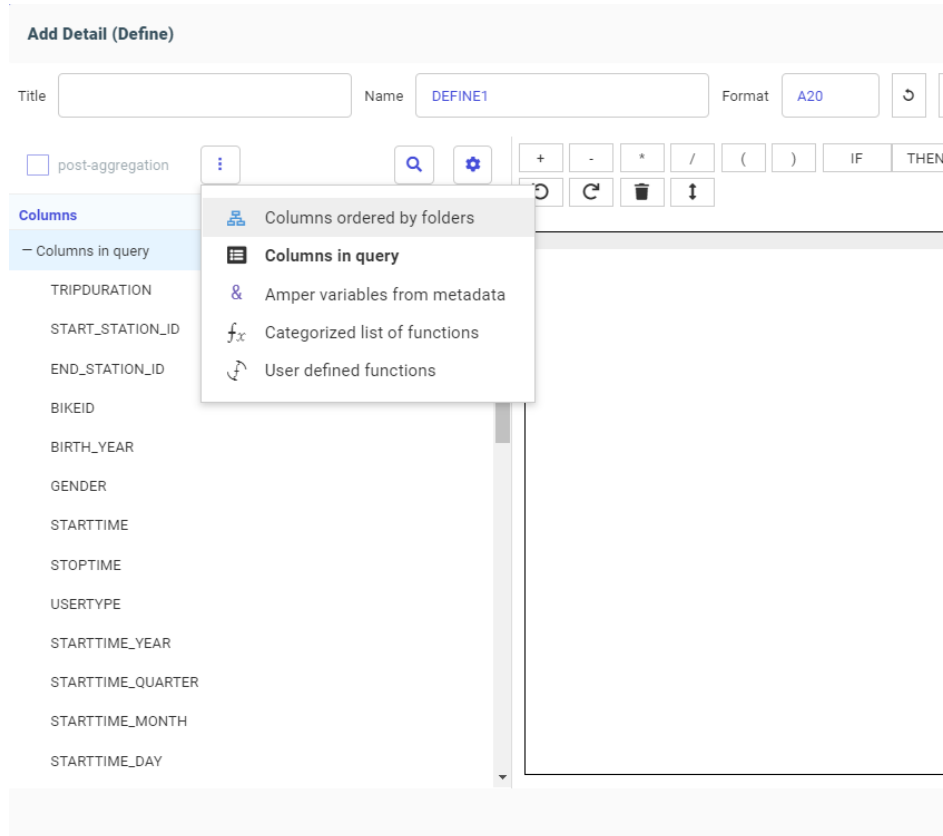 Add Detail (Define)
Title Name DEFINE1 Format A20
post-aggregation
+ - * / ( ) IF THEN
Columns
Columns in query
TRIPDURATION
START_STATION_ID
END_STATION_ID
BIKEID
BIRTH_YEAR
GENDER
STARTTIME
STOPTIME
USERTYPE
STARTTIME_YEAR
STARTTIME_QUARTER
STARTTIME_MONTH
STARTTIME_DAY
Columns ordered by folders
Columns in query
& Amper variables from metadata
fx Categorized list of functions
User defined functions